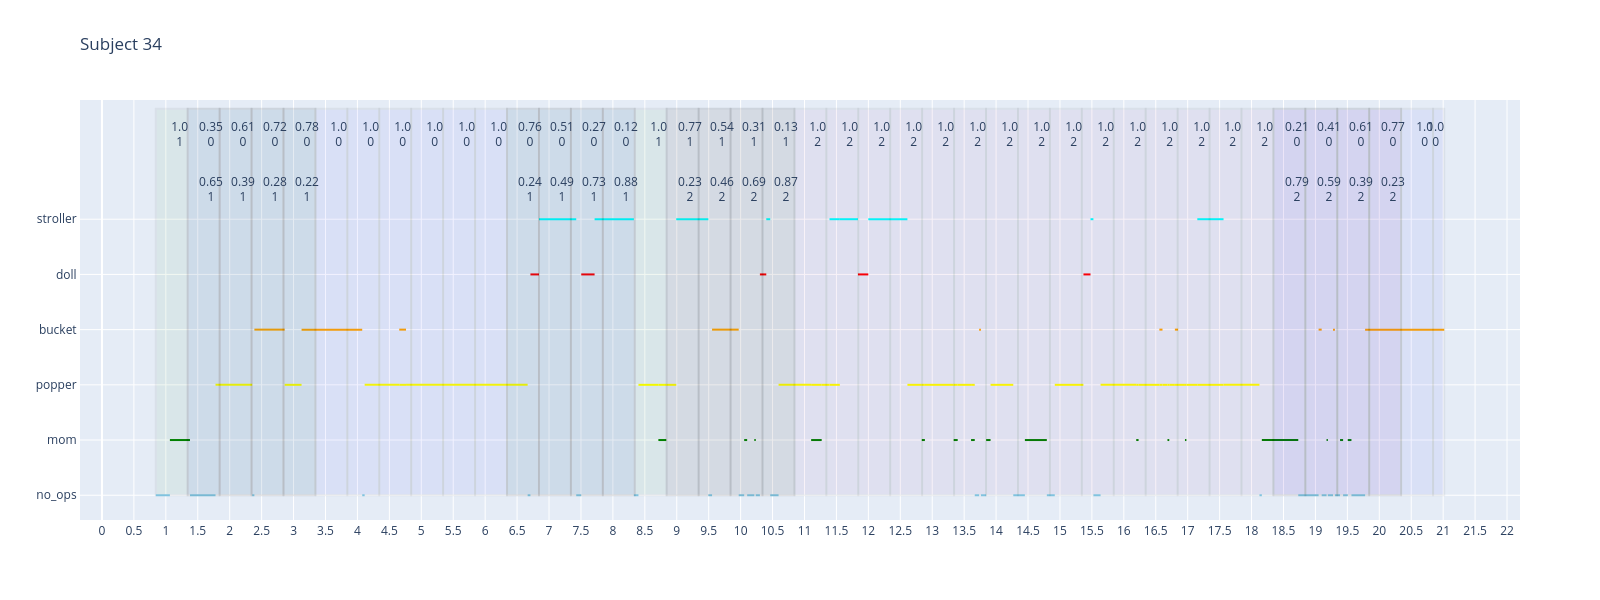 Subject 34
1.0 0.35 0.61 0.72 0.78 1.0 1.0 1.0 1.0 1.0 1.0 0.76 0.51 0.27 0.12 1.0 0.77 0.54 0.31 0.13 1.0 1.0 1.0 1.0 1.0 1.0 1.0 1.0 1.0 1.0 1.0 1.0 1.0 1.0 1.0 0.21 0.41 0.61 0.77 1.0 1.0
1 0 0 0 0 0 0 0 0 0 0 0 0 0 0 1 1 1 1 1 2 2 2 2 2 2 2 2 2 2 2 2 2 2 2 0 0 0 0 0 0
0.65 0.39 0.28 0.22 0.24 0.49 0.73 0.88 0.23 0.46 0.69 0.87 0.79 0.59 0.39 0.23
1 1 1 1 1 1 1 1 2 2 2 2 2 2 2 2
stroller
doll
bucket
popper
mom
no_ops
0 0.5 1 1.5 2 2.5 3 3.5 4 4.5 5 5.5 6 6.5 7 7.5 8 8.5 9 9.5 10 10.5 11 11.5 12 12.5 13 13.5 14 14.5 15 15.5 16 16.5 17 17.5 18 18.5 19 19.5 20 20.5 21 21.5 22